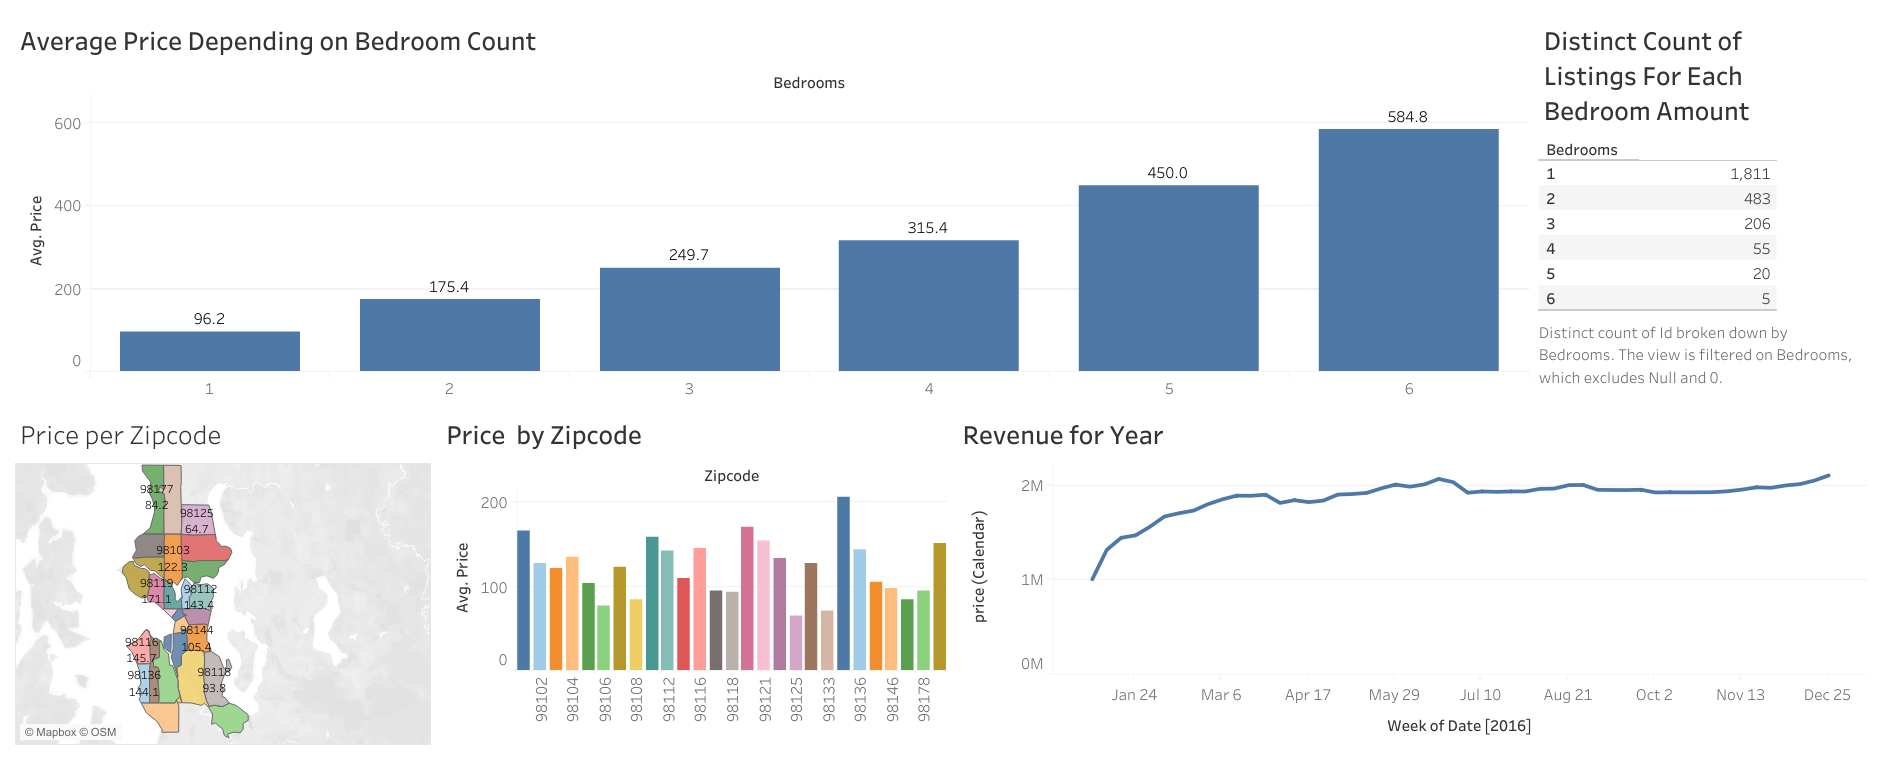 Average Price Depending on Bedroom Count
Bedrooms
Avg. Price
600
400
200
0
96.2
175.4
249.7
315.4
450.0
584.8
1
2
3
4
5
6
Distinct Count of
Listings For Each
Bedroom Amount
Bedrooms
1 1,811
2 483
3 206
4 55
5 20
6 5
Distinct count of Id broken down by
Bedrooms. The view is filtered on Bedrooms,
which excludes Null and 0.
Price per Zipcode
98177
84.2
98125
64.7
98103
122.3
98119
171.1
98112
143.4
98144
105.4
98116
145.7
98136
144.1
98118
93.8
© Mapbox © OSM
Price by Zipcode
Zipcode
Avg. Price
200
100
0
98102
98104
98106
98108
98112
98116
98118
98121
98125
98133
98136
98146
98178
Revenue for Year
price (Calendar)
2M
1M
0M
Jan 24
Mar 6
Apr 17
May 29
Jul 10
Aug 21
Oct 2
Nov 13
Dec 25
Week of Date [2016]